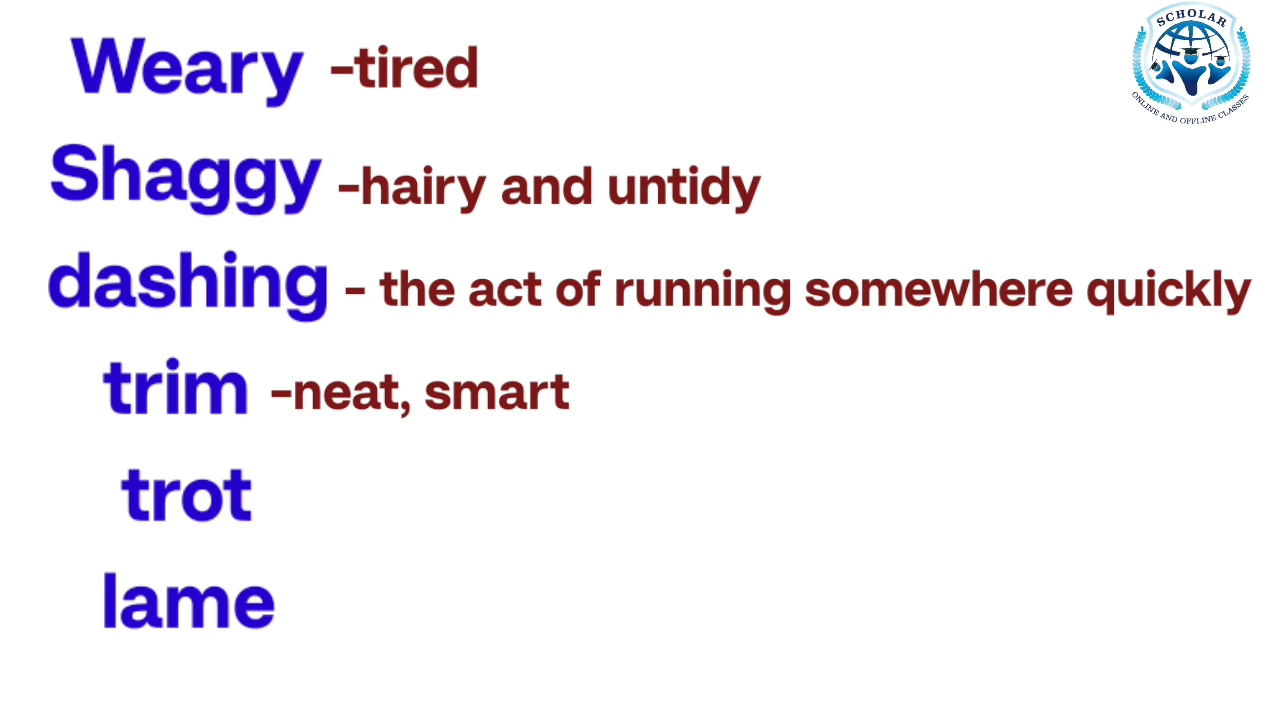 SCHOLAR
ONLINE AND OFFLINE CLASSES
Weary -tired
Shaggy -hairy and untidy
dashing - the act of running somewhere quickly
trim -neat, smart
trot
lame